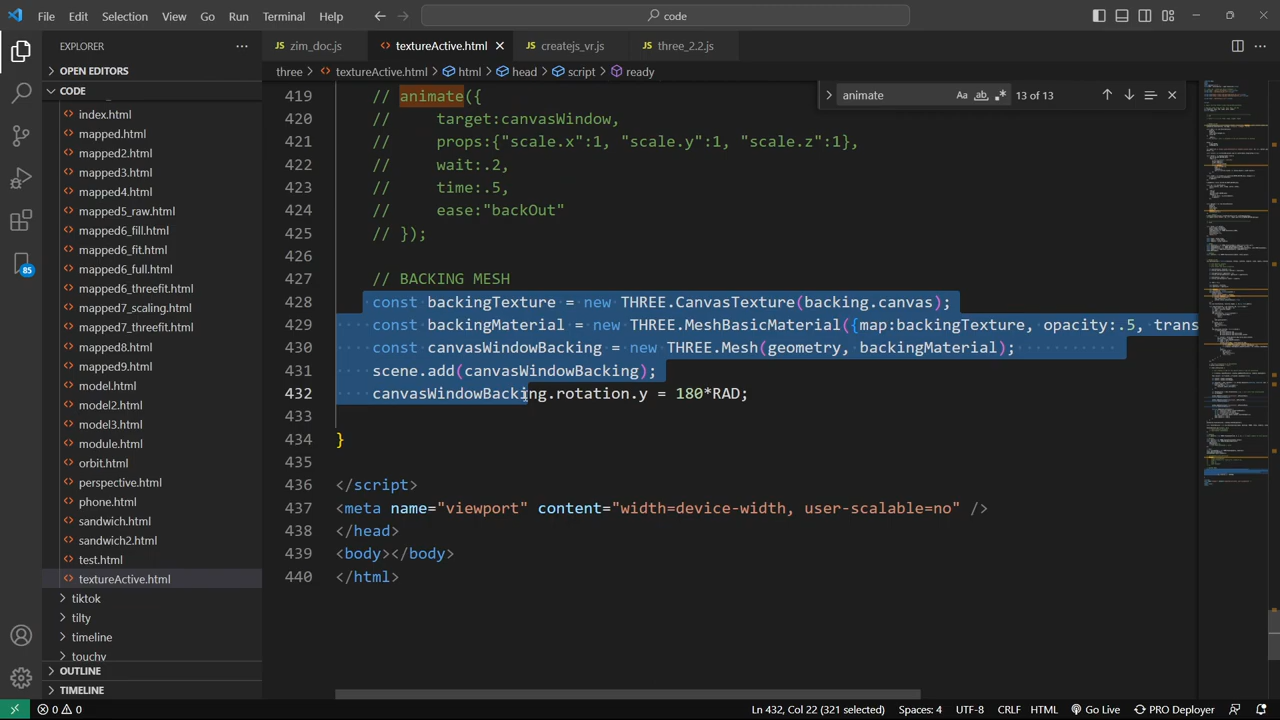 File Edit Selection View Go Run Terminal Help
code
EXPLORER
zim_doc.js
textureActive.html
createjs_vr.js
three_2.2.js
OPEN EDITORS
three > textureActive.html > html > head > script > ready
CODE
index.html
mapped.html
mapped2.html
mapped3.html
mapped4.html
mapped5_raw.html
mapped6_fill.html
mapped6_fit.html
mapped6_full.html
mapped6_threefit.html
mapped7_scaling.html
mapped7_threefit.html
mapped8.html
mapped9.html
model.html
model2.html
model3.html
module.html
orbit.html
perspective.html
phone.html
sandwich.html
sandwich2.html
test.html
textureActive.html
tiktok
tilty
timeline
touchy
OUTLINE
TIMELINE
85
animate
ab
13 of 13
419 // animate({
420 // target:canvasWindow,
421 // props:{"scale.x":1, "scale.y":1, "scale.z":1},
422 // wait:.2,
423 // time:.5,
424 // ease:"backOut"
425 // });
426
427 // BACKING MESH
428 const backingTexture = new THREE.CanvasTexture(backing.canvas);
429 const backingMaterial = new THREE.MeshBasicMaterial({map:backingTexture, opacity:.5, trans
430 const canvasWindowBacking = new THREE.Mesh(geometry, backingMaterial);
431 scene.add(canvasWindowBacking);
432 canvasWindowBacking.rotation.y = 180*RAD;
433
434 }
435
436 </script>
437 <meta name="viewport" content="width=device-width, user-scalable=no" />
438 </head>
439 <body></body>
440 </html>
0 0
Ln 432, Col 22 (321 selected) Spaces: 4 UTF-8 CRLF HTML Go Live PRO Deployer